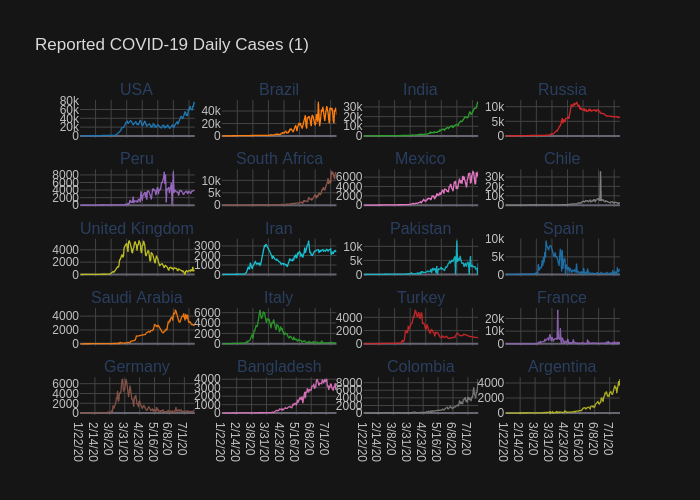 Reported COVID-19 Daily Cases (1)
USA Brazil India Russia
80k 60k 40k 20k 0
40k 20k 0
30k 20k 10k 0
10k 5k 0
Peru South Africa Mexico Chile
8000 6000 4000 2000 0
10k 5k 0
6000 4000 2000 0
30k 20k 10k 0
United Kingdom Iran Pakistan Spain
4000 2000 0
3000 2000 1000 0
10k 5k 0
10k 5k 0
Saudi Arabia Italy Turkey France
4000 2000 0
6000 4000 2000 0
4000 2000 0
20k 10k 0
Germany Bangladesh Colombia Argentina
6000 4000 2000 0
4000 3000 2000 1000 0
8000 6000 4000 2000 0
4000 2000 0
1/22/20 2/14/20 3/8/20 3/31/20 4/23/20 5/16/20 6/8/20 7/1/20
1/22/20 2/14/20 3/8/20 3/31/20 4/23/20 5/16/20 6/8/20 7/1/20
1/22/20 2/14/20 3/8/20 3/31/20 4/23/20 5/16/20 6/8/20 7/1/20
1/22/20 2/14/20 3/8/20 3/31/20 4/23/20 5/16/20 6/8/20 7/1/20